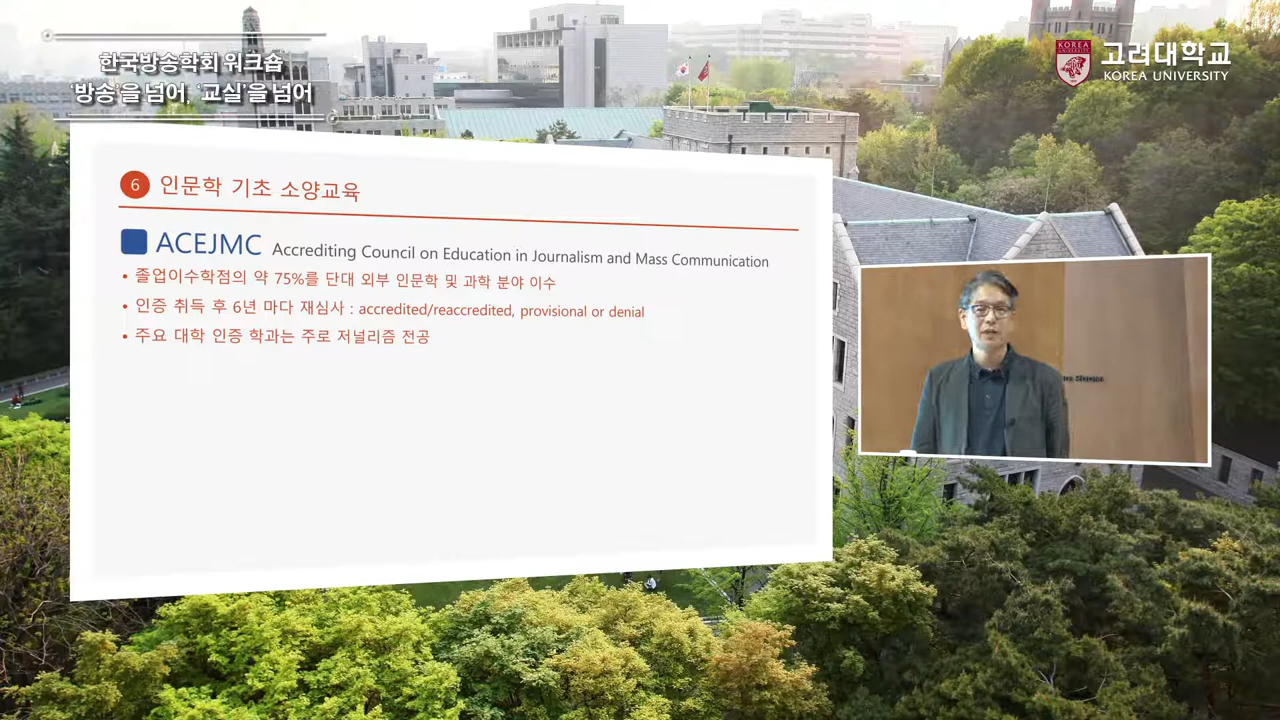 한국방송학회 워크숍
'방송'을 넘어, '교실'을 넘어
KOREA
UNIVERSITY
고려대학교
KOREA UNIVERSITY
6 인문학 기초 소양교육
ACEJMC Accrediting Council on Education in Journalism and Mass Communication
• 졸업이수학점의 약 75%를 단대 외부 인문학 및 과학 분야 이수
• 인증 취득 후 6년 마다 재심사 : accredited/reaccredited, provisional or denial
• 주요 대학 인증 학과는 주로 저널리즘 전공